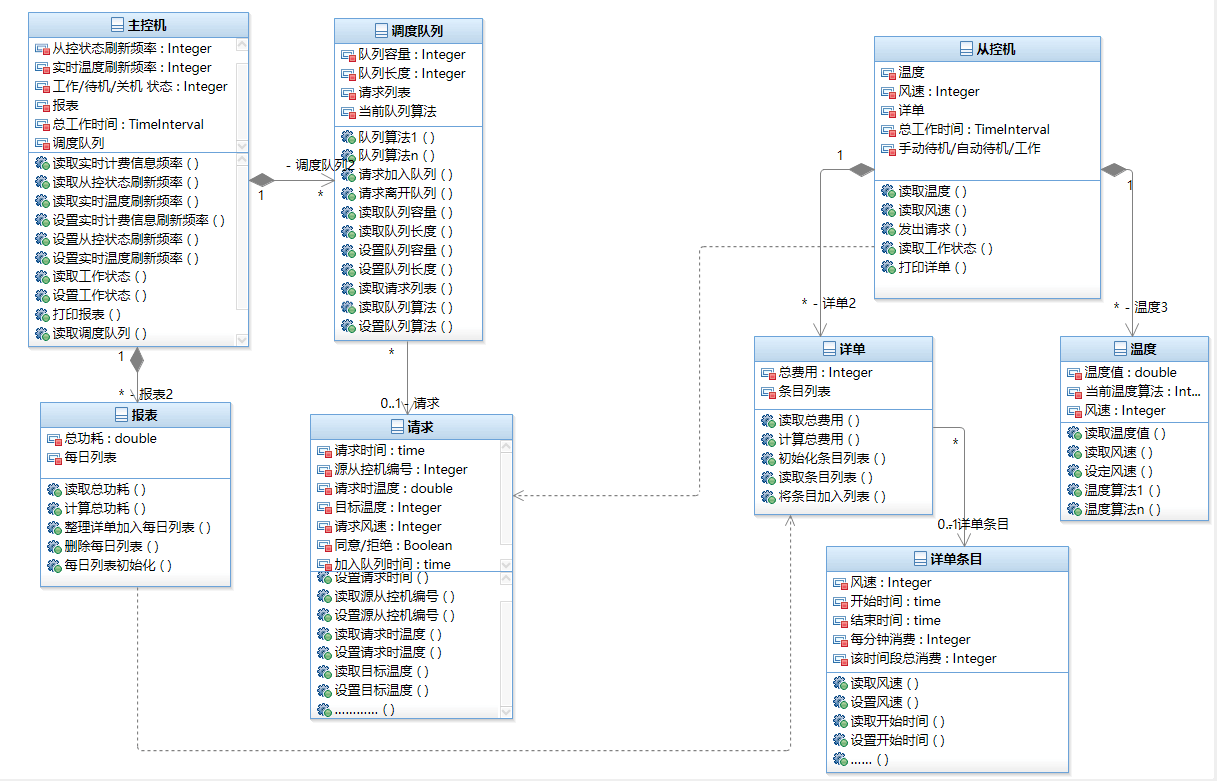 主控机
从控状态刷新频率 : Integer
实时温度刷新频率 : Integer
工作/待机/关机 状态 : Integer
报表
总工作时间 : TimeInterval
调度队列
读取实时计费信息频率 ( )
读取从控状态刷新频率 ( )
读取实时温度刷新频率 ( )
设置实时计费信息刷新频率 ( )
设置从控状态刷新频率 ( )
设置实时温度刷新频率 ( )
读取工作状态 ( )
设置工作状态 ( )
打印报表 ( )
读取调度队列 ( )
1
- 调度队列2
*
1
* - 报表2
调度队列
队列容量 : Integer
队列长度 : Integer
请求列表
当前队列算法
队列算法1 ( )
队列算法n ( )
请求加入队列 ( )
请求离开队列 ( )
读取队列容量 ( )
读取队列长度 ( )
设置队列容量 ( )
设置队列长度 ( )
读取请求列表 ( )
读取队列算法 ( )
设置队列算法 ( )
*
0..1 - 请求
从控机
温度
风速 : Integer
详单
总工作时间 : TimeInterval
手动待机/自动待机/工作
读取温度 ( )
读取风速 ( )
发出请求 ( )
读取工作状态 ( )
打印详单 ( )
1
1
* - 详单2
* - 温度3
报表
总功耗 : double
每日列表
读取总功耗 ( )
计算总功耗 ( )
整理详单加入每日列表 ( )
删除每日列表 ( )
每日列表初始化 ( )
请求
请求时间 : time
源从控机编号 : Integer
请求时温度 : double
目标温度 : Integer
请求风速 : Integer
同意/拒绝 : Boolean
加入队列时间 : time
设置请求时间 ( )
读取源从控机编号 ( )
设置源从控机编号 ( )
读取请求时温度 ( )
设置请求时温度 ( )
读取目标温度 ( )
设置目标温度 ( )
............ ( )
详单
总费用 : Integer
条目列表
读取总费用 ( )
计算总费用 ( )
初始化条目列表 ( )
读取条目列表 ( )
将条目加入列表 ( )
*
0..1 - 详单条目
温度
温度值 : double
当前温度算法 : Int...
风速 : Integer
读取温度值 ( )
读取风速 ( )
设定风速 ( )
温度算法1 ( )
温度算法n ( )
详单条目
风速 : Integer
开始时间 : time
结束时间 : time
每分钟消费 : Integer
该时间段总消费 : Integer
读取风速 ( )
设置风速 ( )
读取开始时间 ( )
设置开始时间 ( )
...... ( )